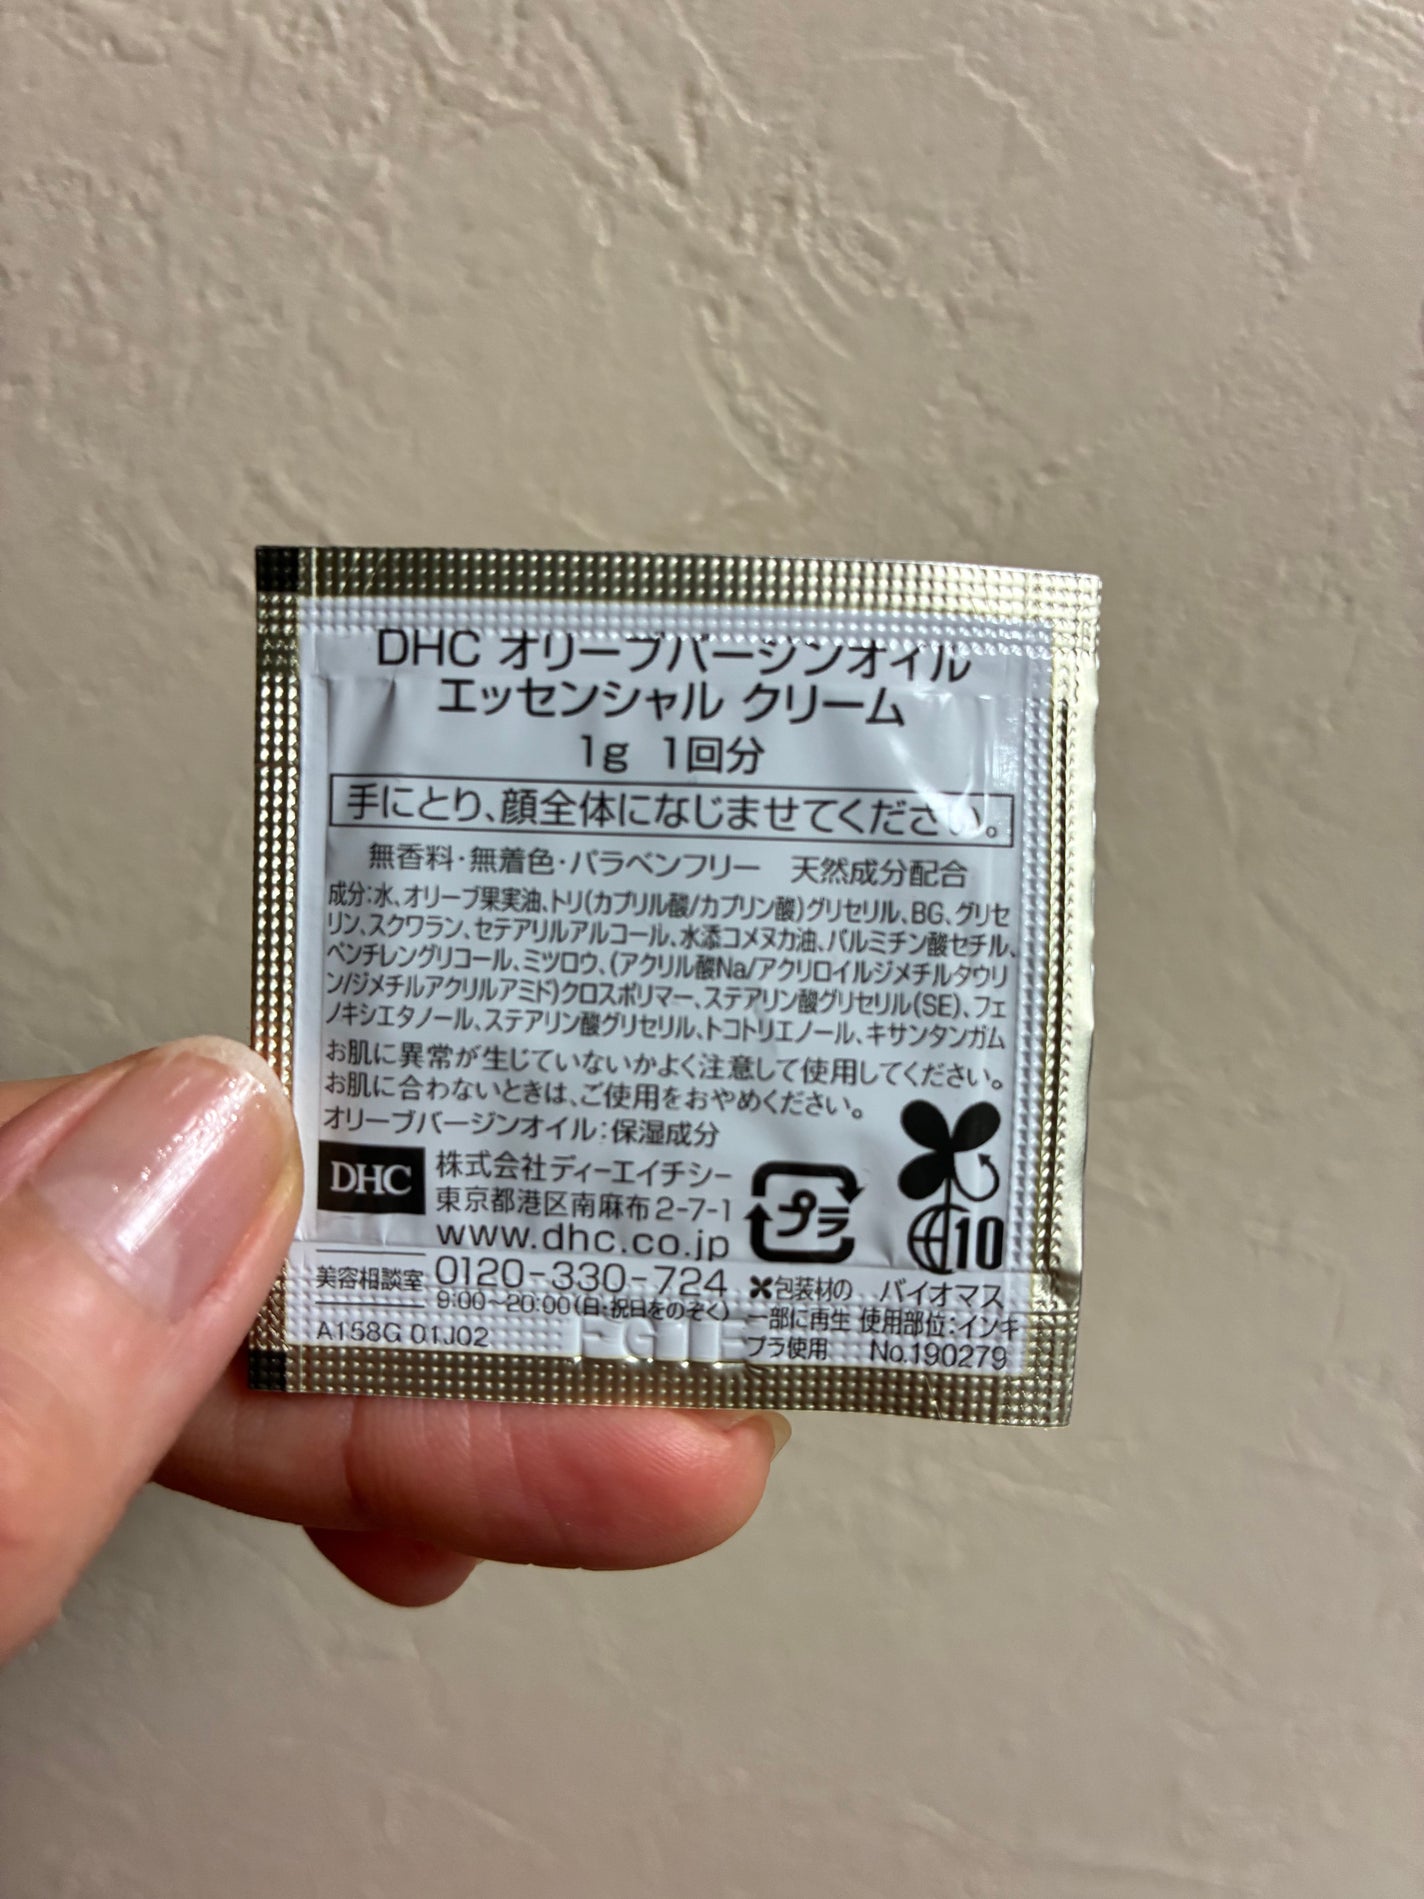 DHC オリーブバージンオイル
エッセンシャル クリーム
1g 1回分
手にとり、顔全体になじませてください。
無香料・無着色・パラベンフリー 天然成分配合
成分:水、オリーブ果実油、トリ(カプリル酸/カプリン酸)グリセリル、BG、グリセ
リン、スクワラン、セテアリルアルコール、水添コメヌカ油、パルミチン酸セチル、
ペンチレングリコール、ミツロウ、(アクリル酸Na/アクリロイルジメチルタウリ
ン/ジメチルアクリルアミド)クロスポリマー、ステアリン酸グリセリル(SE)、フェ
ノキシエタノール、ステアリン酸グリセリル、トコトリエノール、キサンタンガム
お肌に異常が生じていないかよく注意して使用してください。
お肌に合わないときは、ご使用をおやめください。
オリーブバージンオイル:保湿成分
DHC 株式会社ディーエイチシー
東京都港区南麻布2-7-1
www.dhc.co.jp
プラ
10
美容相談室 0120-330-724
9:00~20:00(日・祝日をのぞく)
A158G 01J02
包装材の
一部に再生
プラ使用
バイオマス
使用部位:インキ
No.190279